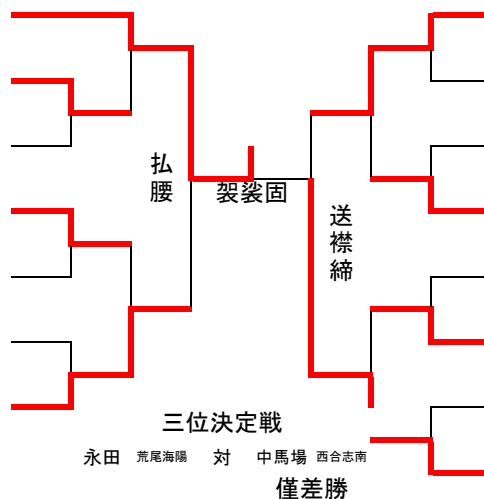 払腰
袈裟固
送襟締
三位決定戦
永田 荒尾海陽 対 中馬場 西合志南
僅差勝